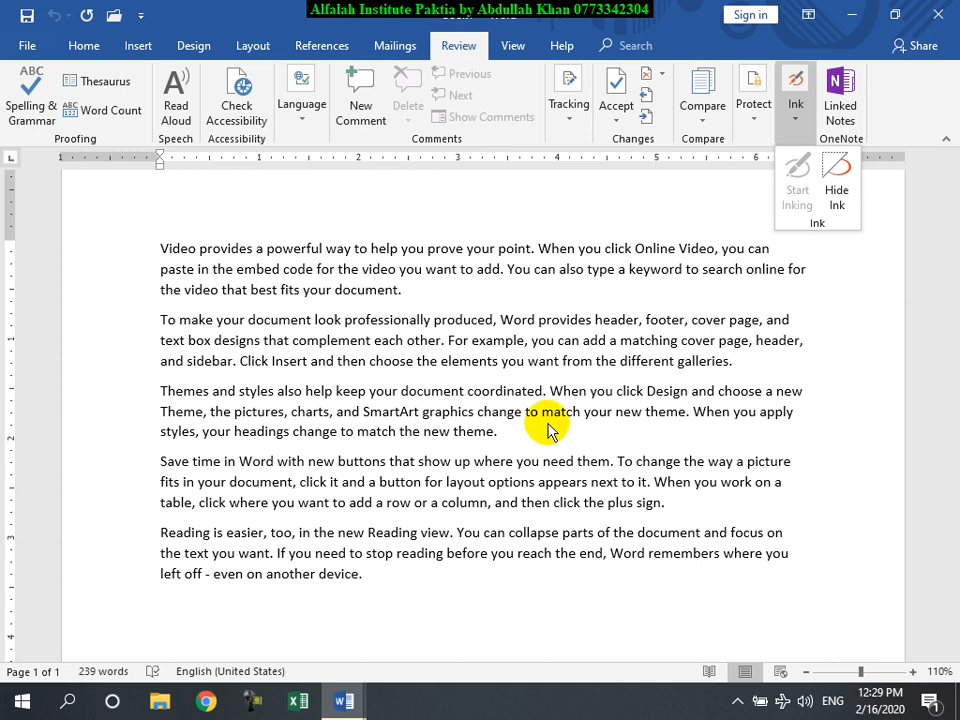 Alfalah Institute Paktia by Abdullah Khan 0773342304
Sign in
File Home Insert Design Layout References Mailings Review View Help Search Share
ABC
Spelling & Grammar
Thesaurus
ABC 123
Word Count
Proofing
A
Read Aloud
Speech
Check Accessibility
Accessibility
Language
New Comment
Delete
Previous
Next
Show Comments
Comments
Tracking
Accept
Changes
Compare
Compare
Protect
Ink
N
Linked Notes
OneNote
Start Inking
Hide Ink
Ink
L
1 1 2 3 4 5 6
Video provides a powerful way to help you prove your point. When you click Online Video, you can
paste in the embed code for the video you want to add. You can also type a keyword to search online for
the video that best fits your document.
To make your document look professionally produced, Word provides header, footer, cover page, and
text box designs that complement each other. For example, you can add a matching cover page, header,
and sidebar. Click Insert and then choose the elements you want from the different galleries.
Themes and styles also help keep your document coordinated. When you click Design and choose a new
Theme, the pictures, charts, and SmartArt graphics change to match your new theme. When you apply
styles, your headings change to match the new theme.
Save time in Word with new buttons that show up where you need them. To change the way a picture
fits in your document, click it and a button for layout options appears next to it. When you work on a
table, click where you want to add a row or a column, and then click the plus sign.
Reading is easier, too, in the new Reading view. You can collapse parts of the document and focus on
the text you want. If you need to stop reading before you reach the end, Word remembers where you
left off - even on another device.
1
2
3
4
Page 1 of 1 239 words English (United States) 110%
ENG
12:29 PM
2/16/2020
1